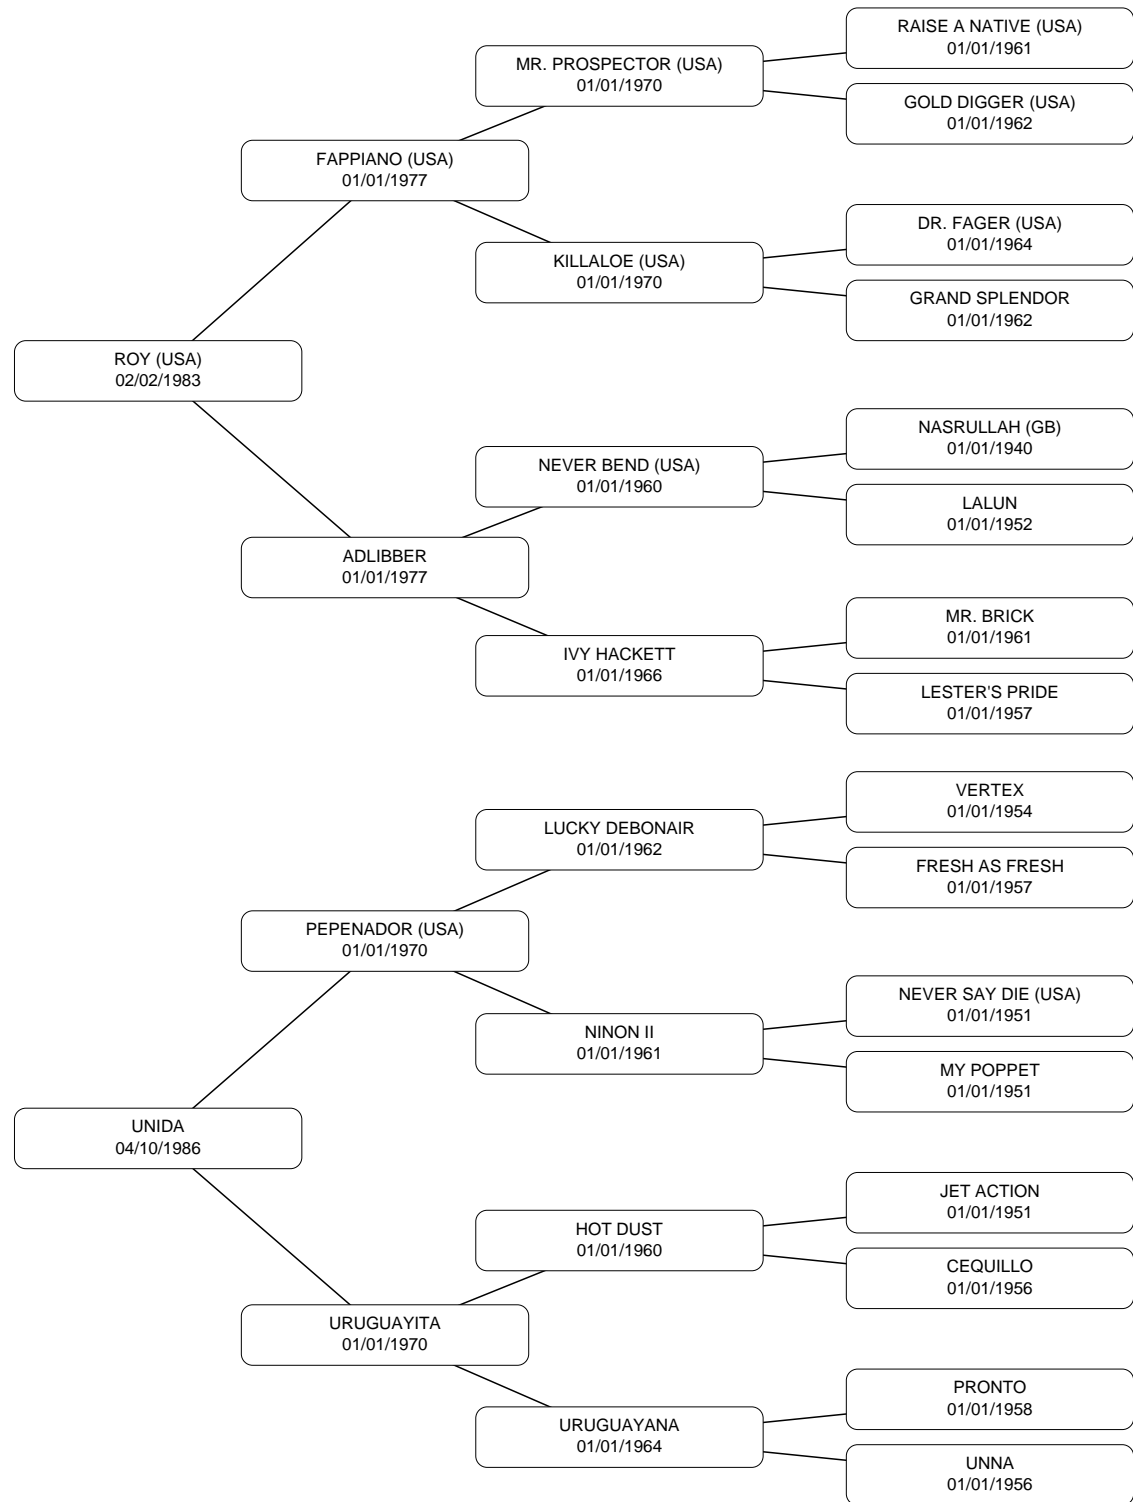 RAISE A NATIVE (USA)
01/01/1961
MR. PROSPECTOR (USA)
01/01/1970
GOLD DIGGER (USA)
01/01/1962
FAPPIANO (USA)
01/01/1977
DR. FAGER (USA)
01/01/1964
KILLALOE (USA)
01/01/1970
GRAND SPLENDOR
01/01/1962
ROY (USA)
02/02/1983
NASRULLAH (GB)
01/01/1940
NEVER BEND (USA)
01/01/1960
LALUN
01/01/1952
ADLIBBER
01/01/1977
MR. BRICK
01/01/1961
IVY HACKETT
01/01/1966
LESTER'S PRIDE
01/01/1957
VERTEX
01/01/1954
LUCKY DEBONAIR
01/01/1962
FRESH AS FRESH
01/01/1957
PEPENADOR (USA)
01/01/1970
NEVER SAY DIE (USA)
01/01/1951
NINON II
01/01/1961
MY POPPET
01/01/1951
UNIDA
04/10/1986
JET ACTION
01/01/1951
HOT DUST
01/01/1960
CEQUILLO
01/01/1956
URUGUAYITA
01/01/1970
PRONTO
01/01/1958
URUGUAYANA
01/01/1964
UNNA
01/01/1956